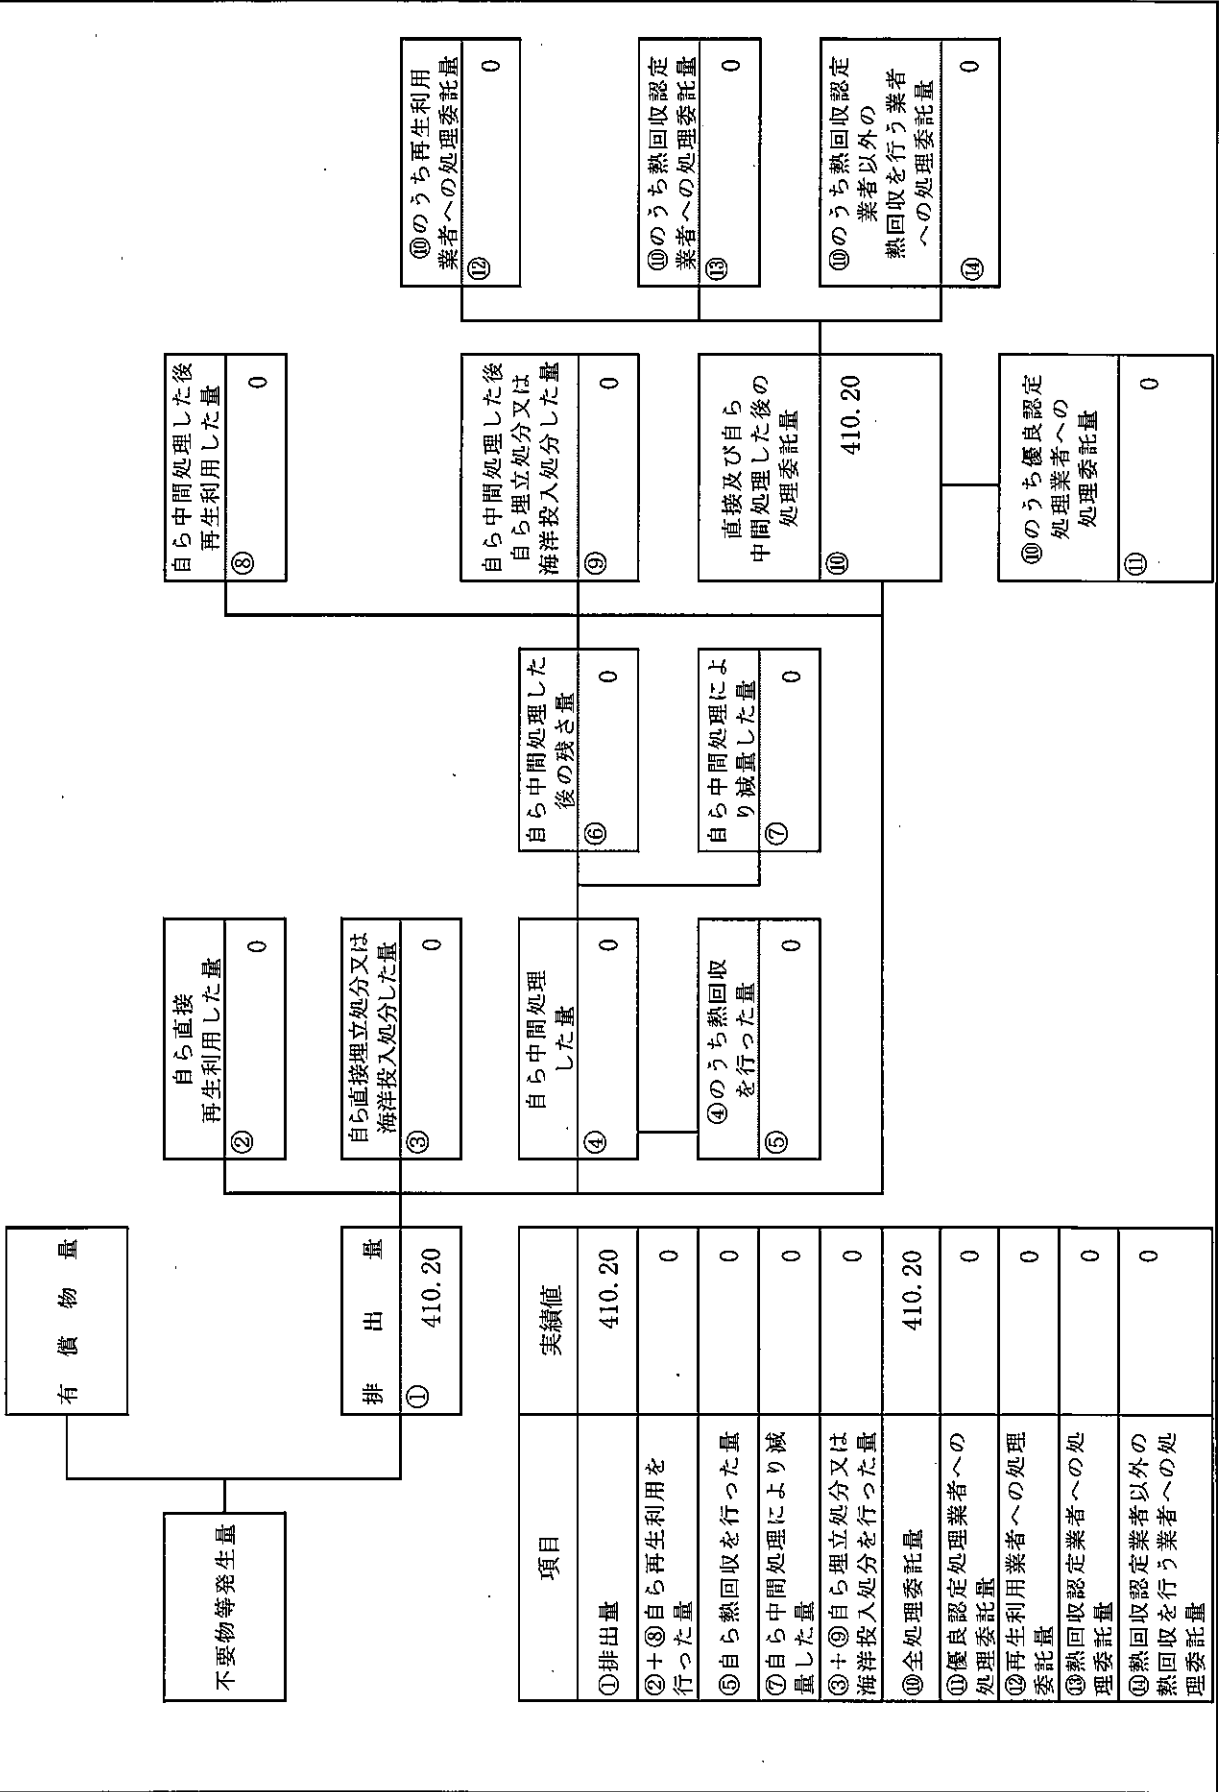 不要物等発生量
有償物量
排出量
① 410.20
自ら直接
再生利用した量
② 0
自ら直接埋立処分又は
海洋投入処分した量
③ 0
自ら中間処理
した量
④ 0
④のうち熱回収
を行った量
⑤ 0
自ら中間処理した
後の残さ量
⑥ 0
自ら中間処理によ
り減量した量
⑦ 0
自ら中間処理した後
再生利用した量
⑧ 0
自ら中間処理した後
自ら埋立処分又は
海洋投入処分した量
⑨ 0
直接及び自ら
中間処理した後の
処理委託量
⑩ 410.20
⑩のうち優良認定
処理業者への
処理委託量
⑪ 0
⑩のうち再生利用
業者への処理委託量
⑫ 0
⑩のうち熱回収認定
業者への処理委託量
⑬ 0
⑩のうち熱回収認定
業者以外の
熱回収を行う業者
への処理委託量
⑭ 0
項目 実績値
①排出量 410.20
②+⑧自ら再生利用を
行った量 0
⑤自ら熱回収を行った量 0
⑦自ら中間処理により減
量した量 0
③+⑨自ら埋立処分又は
海洋投入処分を行った量 0
⑩全処理委託量 410.20
⑪優良認定処理業者への
処理委託量 0
⑫再生利用業者への処理
委託量 0
⑬熱回収認定業者への処
理委託量 0
⑭熱回収認定業者以外の
熱回収を行う業者への処
理委託量 0